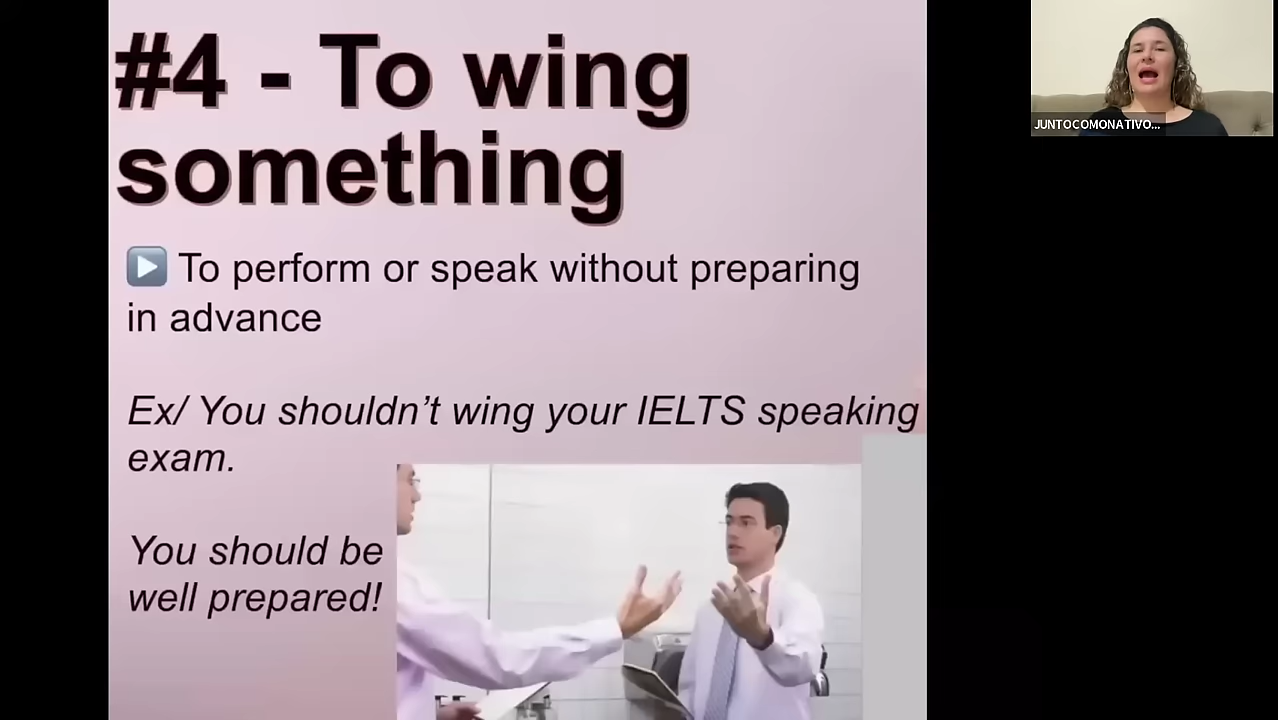 #4 - To wing
something
To perform or speak without preparing
in advance
Ex/ You shouldn’t wing your IELTS speaking
exam.
You should be
well prepared!
JUNTOCOMONATIVO...